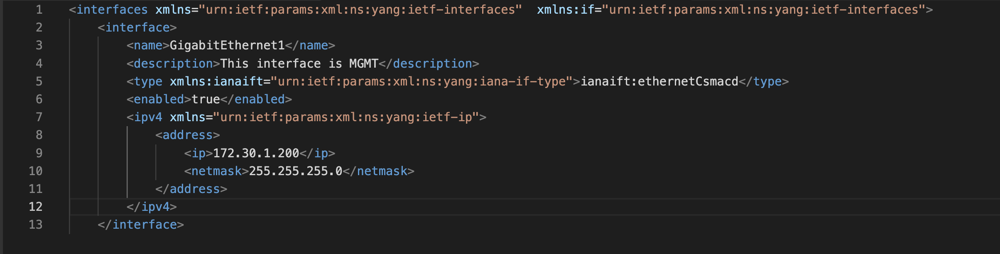 1 <interfaces xmlns="urn:ietf:params:xml:ns:yang:ietf-interfaces"  xmlns:if="urn:ietf:params:xml:ns:yang:ietf-interfaces">
2     <interface>
3         <name>GigabitEthernet1</name>
4         <description>This interface is MGMT</description>
5         <type xmlns:ianaift="urn:ietf:params:xml:ns:yang:iana-if-type">ianaift:ethernetCsmacd</type>
6         <enabled>true</enabled>
7         <ipv4 xmlns="urn:ietf:params:xml:ns:yang:ietf-ip">
8             <address>
9                 <ip>172.30.1.200</ip>
10                 <netmask>255.255.255.0</netmask>
11             </address>
12         </ipv4>
13     </interface>